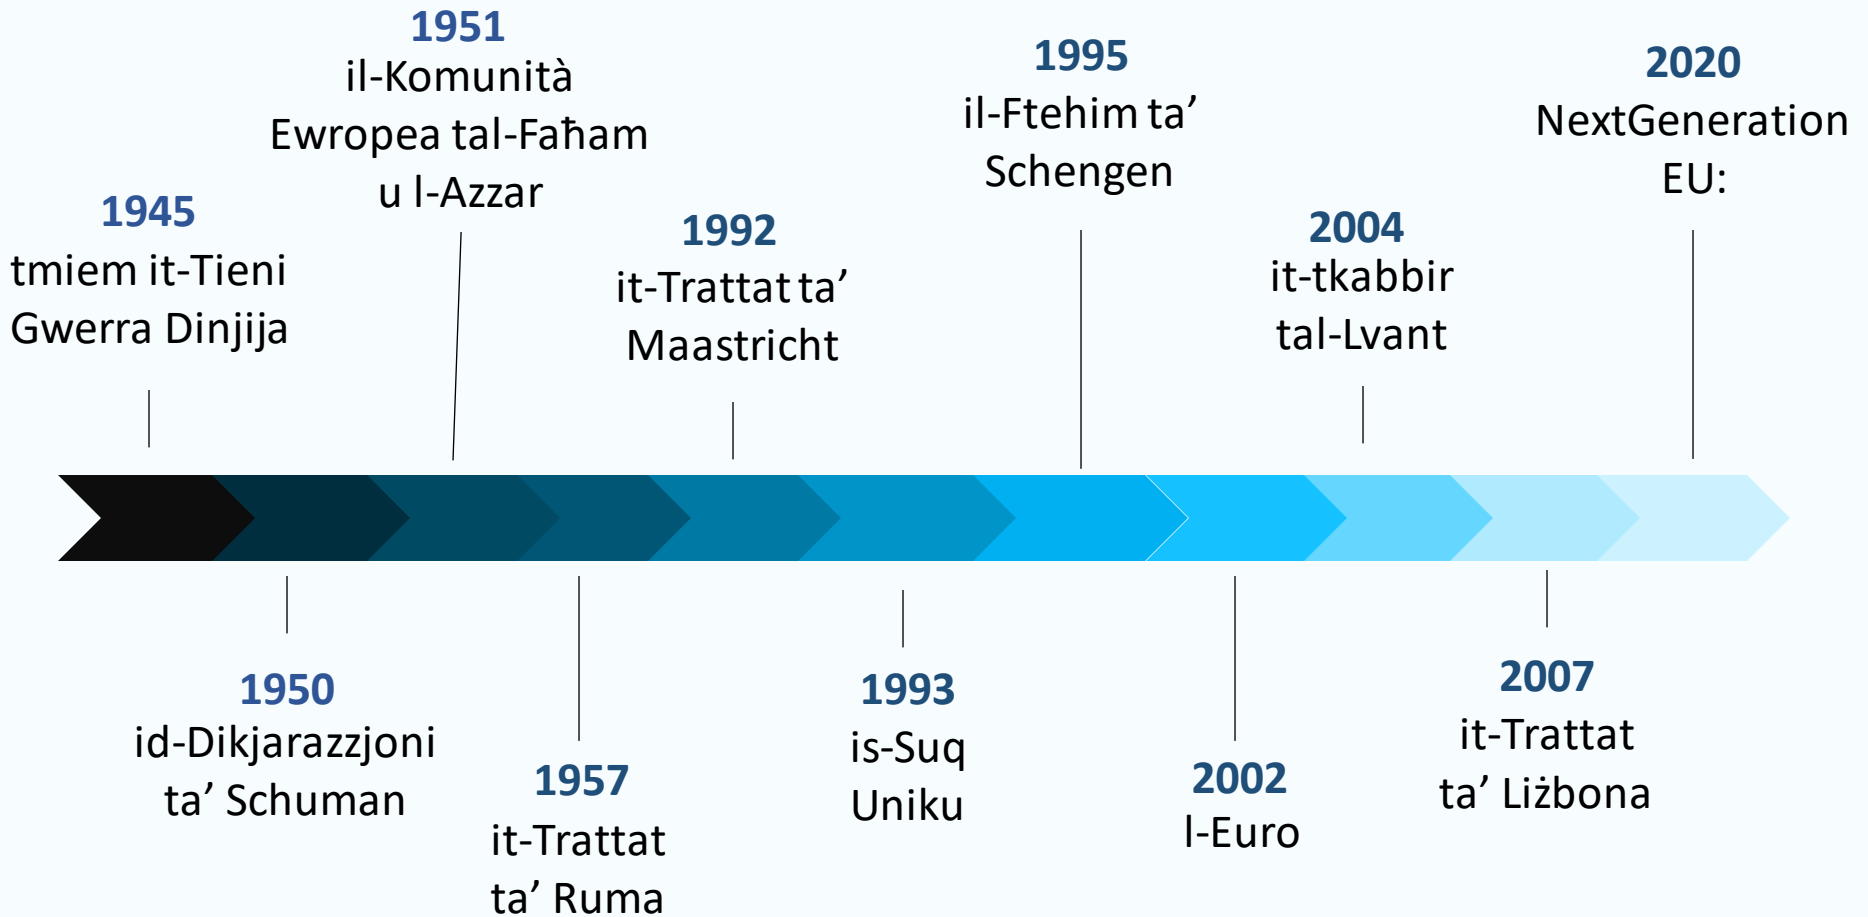 1945
tmiem it-Tieni
Gwerra Dinjija
1950
id-Dikjarazzjoni
ta’ Schuman
1951
il-Komunità
Ewropea tal-Faħam
u l-Azzar
1957
it-Trattat
ta’ Ruma
1992
it-Trattat ta’
Maastricht
1993
is-Suq
Uniku
1995
il-Ftehim ta’
Schengen
2002
l-Euro
2004
it-tkabbir
tal-Lvant
2007
it-Trattat
ta’ Liżbona
2020
NextGeneration
EU: